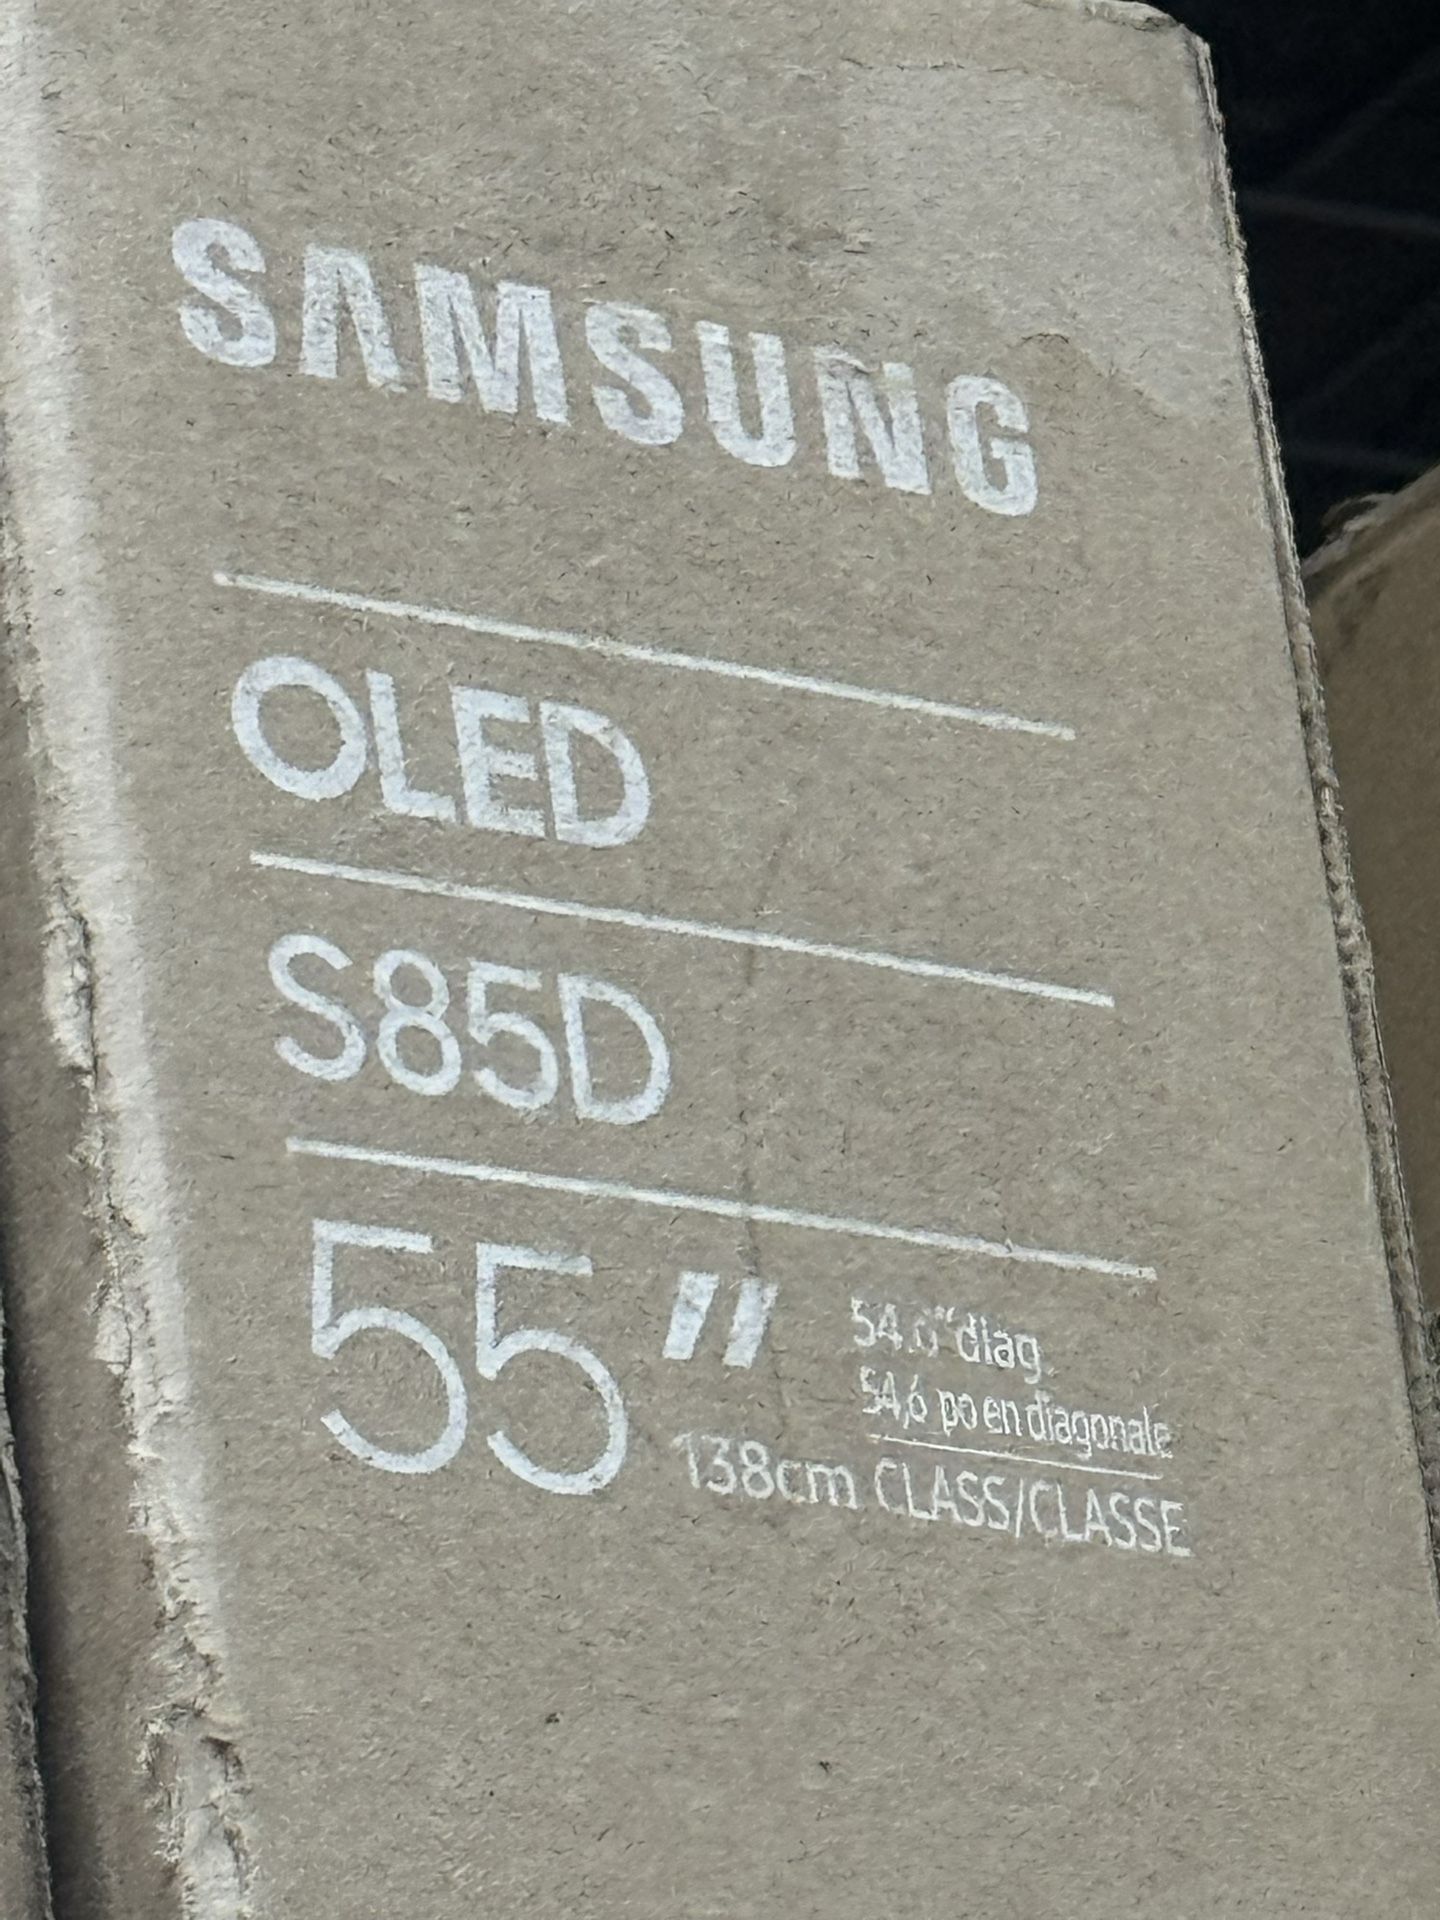 SAMSUNG
OLED
S85D
55"
54.6" diag.
54,6 po en diagonale
138cm CLASS/CLASSE